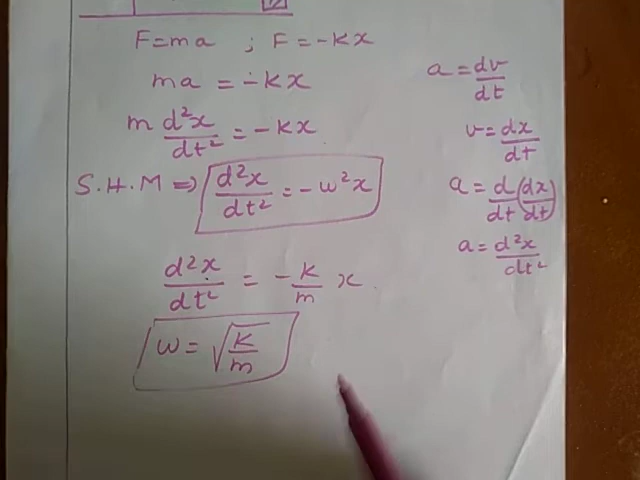 F=ma ; F=-kx
ma = -kx
m d²x/dt² = -kx
S.H.M ⇒ d²x/dt² = -w²x
d²x/dt² = -k/m x
w = √(k/m)
a = dv/dt
v = dx/dt
a = d/dt (dx/dt)
a = d²x/dt²